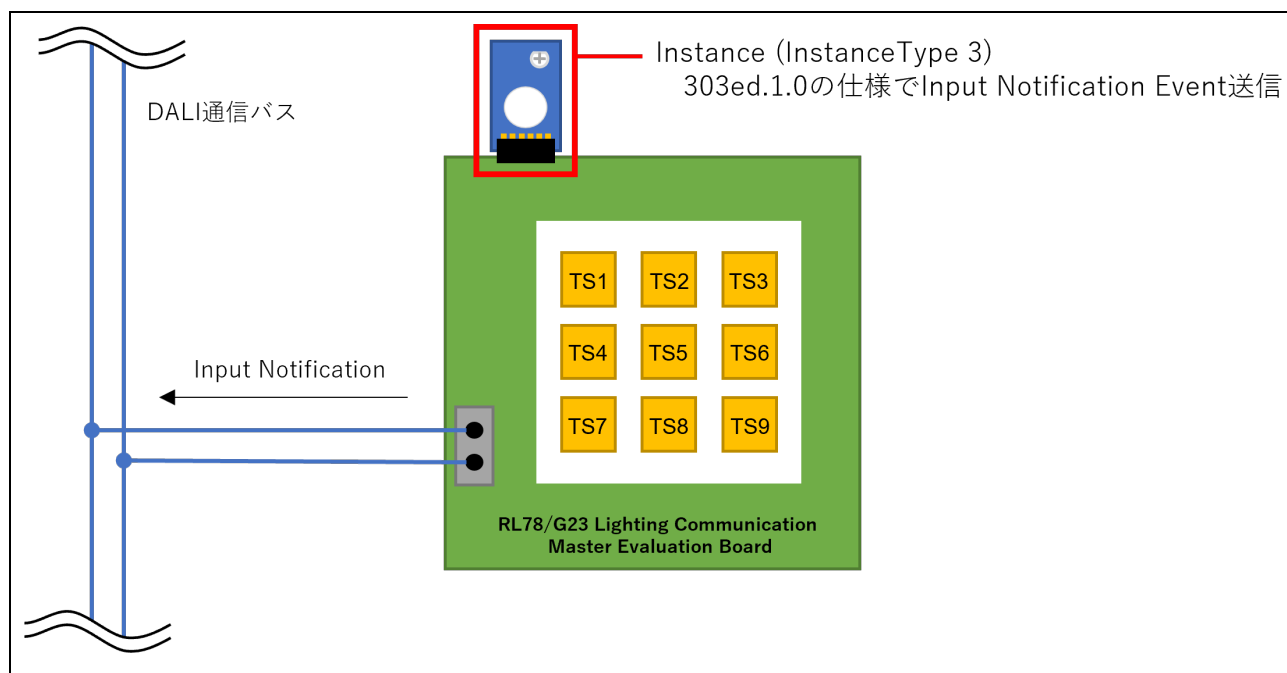 Instance (InstanceType 3)
303ed.1.0の仕様でInput Notification Event送信
DALI通信バス
TS1 TS2 TS3
TS4 TS5 TS6
TS7 TS8 TS9
Input Notification
RL78/G23 Lighting Communication
Master Evaluation Board